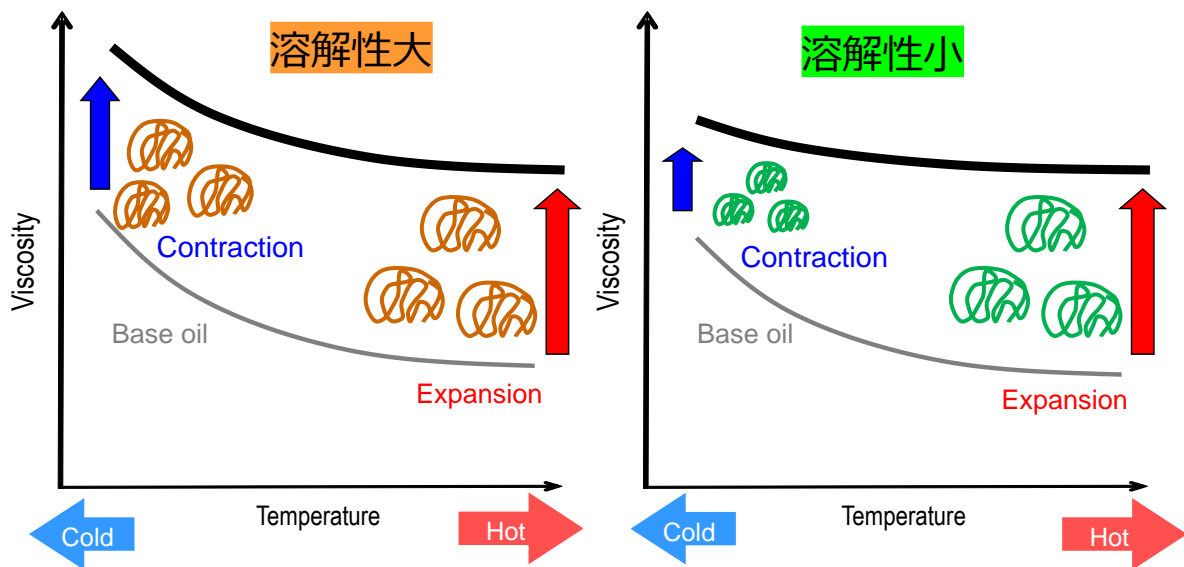 溶解性大
Viscosity
Contraction
Base oil
Expansion
Temperature
Cold
Hot
溶解性小
Viscosity
Contraction
Base oil
Expansion
Temperature
Cold
Hot